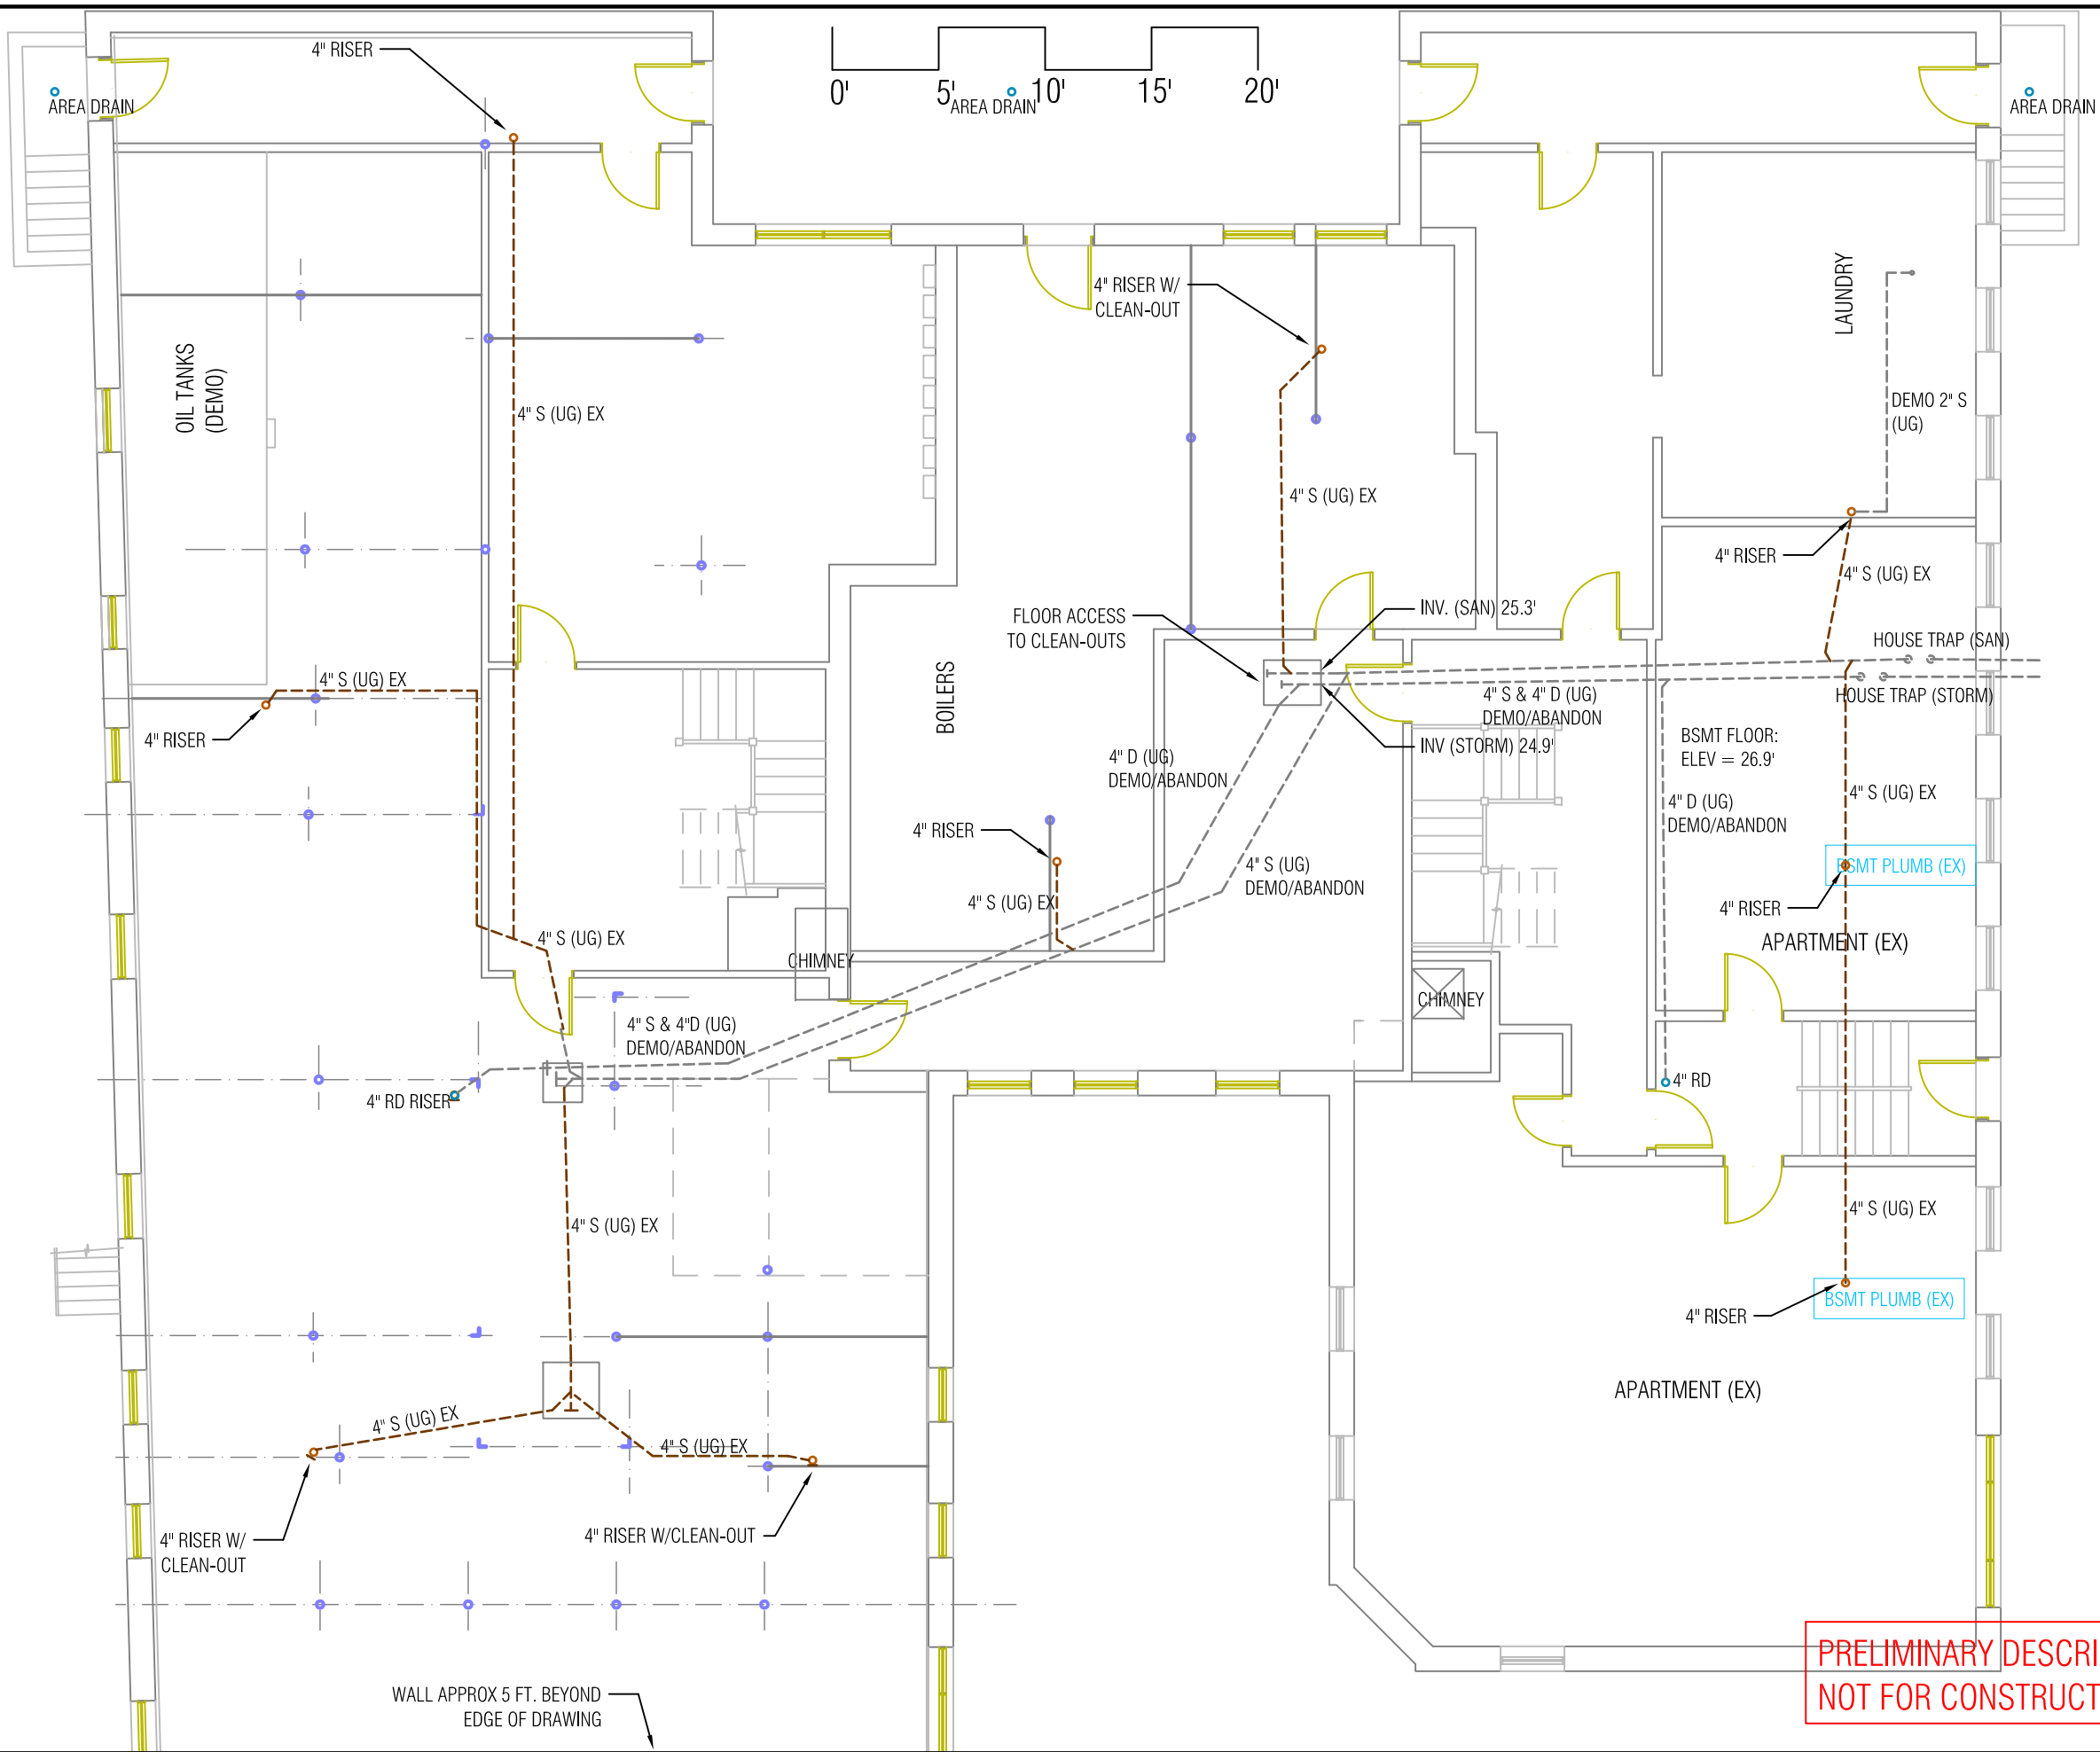 4" RISER
0'
5'
10'
15'
20'
AREA DRAIN
AREA DRAIN
AREA DRAIN
4" RISER W/
CLEAN-OUT
LAUNDRY
OIL TANKS
(DEMO)
4" S (UG) EX
DEMO 2" S
(UG)
4" S (UG) EX
4" RISER
4" S (UG) EX
FLOOR ACCESS
TO CLEAN-OUTS
INV. (SAN) 25.3'
HOUSE TRAP (SAN)
4" S (UG) EX
BOILERS
4" S & 4" D (UG)
DEMO/ABANDON
HOUSE TRAP (STORM)
4" RISER
INV (STORM) 24.9'
BSMT FLOOR:
ELEV = 26.9'
4" D (UG)
DEMO/ABANDON
4" S (UG) EX
4" D (UG)
DEMO/ABANDON
4" RISER
4" S (UG)
DEMO/ABANDON
BSMT PLUMB (EX)
4" S (UG) EX
4" RISER
4" S (UG) EX
APARTMENT (EX)
CHIMNEY
CHIMNEY
4" S & 4"D (UG)
DEMO/ABANDON
4" RD RISER
4" RD
4" S (UG) EX
4" S (UG) EX
BSMT PLUMB (EX)
4" RISER
APARTMENT (EX)
4" S (UG) EX
4" S (UG) EX
4" RISER W/
CLEAN-OUT
4" RISER W/CLEAN-OUT
WALL APPROX 5 FT. BEYOND
EDGE OF DRAWING
PRELIMINARY DESCRI
NOT FOR CONSTRUCT